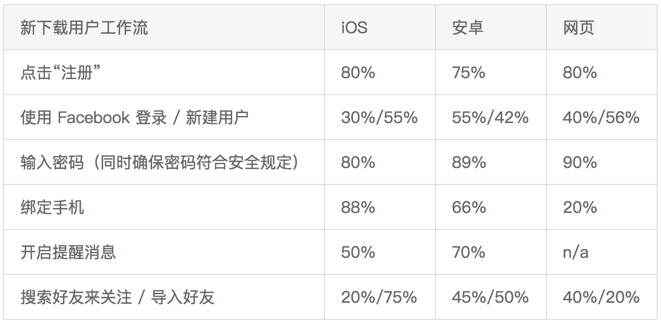 新下载用户工作流 iOS 安卓 网页
点击“注册” 80% 75% 80%
使用 Facebook 登录 / 新建用户 30%/55% 55%/42% 40%/56%
输入密码（同时确保密码符合安全规定） 80% 89% 90%
绑定手机 88% 66% 20%
开启提醒消息 50% 70% n/a
搜索好友来关注 / 导入好友 20%/75% 45%/50% 40%/20%